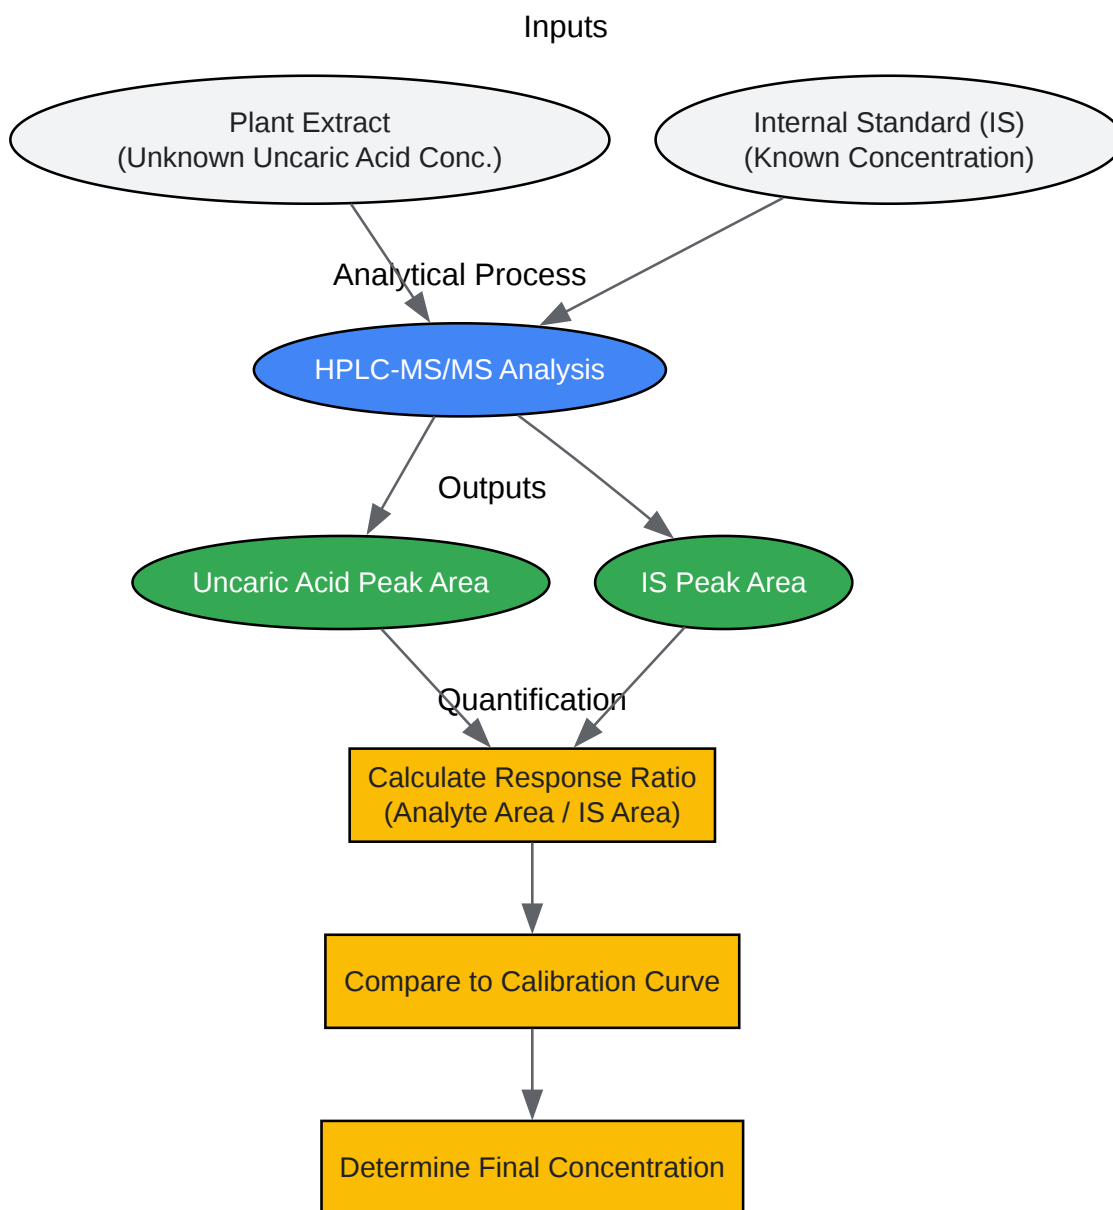 Inputs
Plant Extract
(Unknown Uncaric Acid Conc.)
Internal Standard (IS)
(Known Concentration)
Analytical Process
HPLC-MS/MS Analysis
Outputs
Uncaric Acid Peak Area
IS Peak Area
Quantification
Calculate Response Ratio
(Analyte Area / IS Area)
Compare to Calibration Curve
Determine Final Concentration